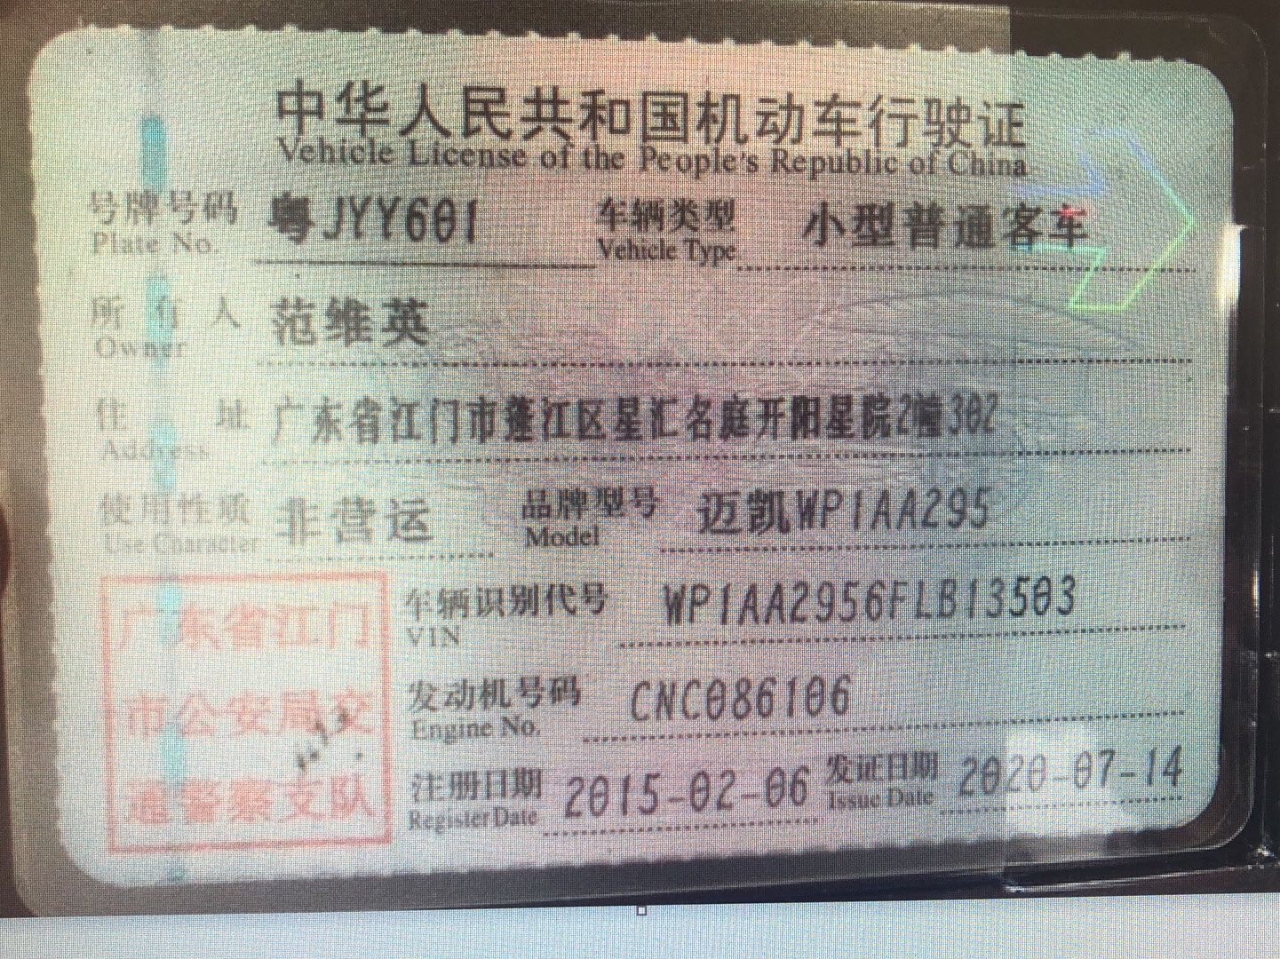 中华人民共和国机动车行驶证
Vehicle License of the People's Republic of China
号牌号码 粤JYY601 车辆类型 小型普通客车
Plate No. Vehicle Type
所有人 范维英
Owner
住址 广东省江门市蓬江区星汇名庭开阳星院2幢302
Address
使用性质 非营运 品牌型号 迈凯WP1AA295
Use Character Model
广东省江门
市公安局交
通警察支队
车辆识别代号 WP1AA2956FLB13503
VIN
发动机号码 CNC086106
Engine No.
注册日期 2015-02-06 发证日期 2020-07-14
Register Date Issue Date